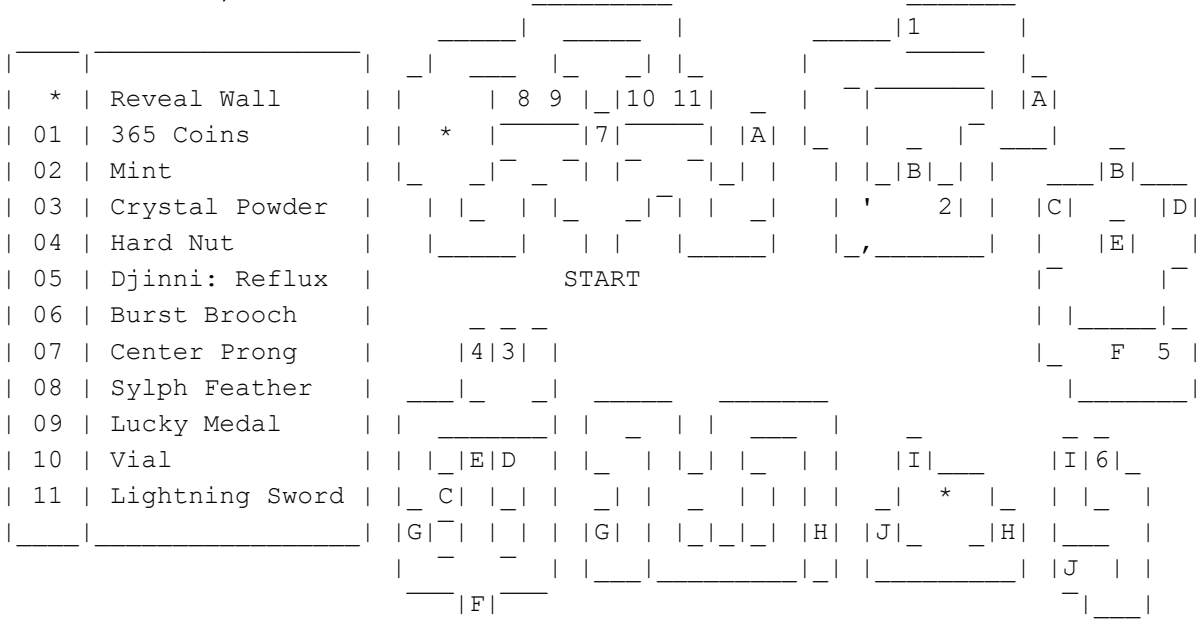 1
* Reveal Wall 8 9 10 11 A
01 365 Coins * 7 A
02 Mint B B
03 Crystal Powder 2 C D
04 Hard Nut E
05 Djinni: Reflux START
06 Burst Brooch
07 Center Prong 4 3 F 5
08 Sylph Feather
09 Lucky Medal
10 Vial E D I I 6
11 Lightning Sword C *
G G H J H
J
F